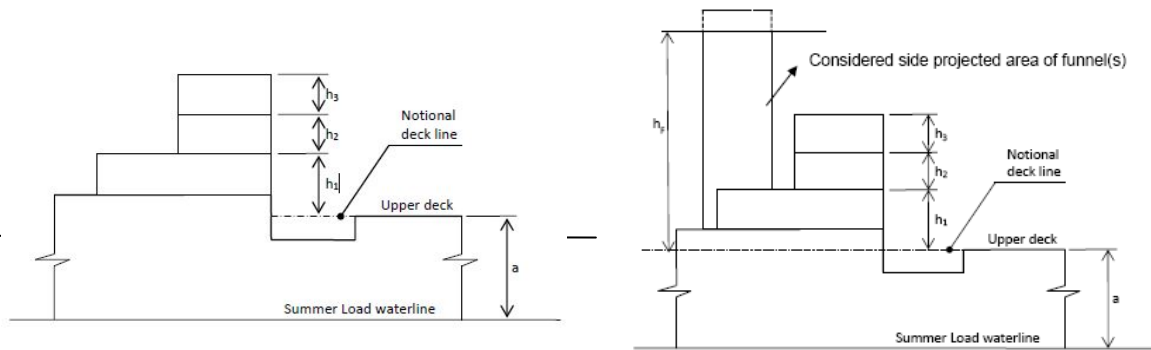 h3
h2
h1
Notional
deck line
Upper deck
a
Summer Load waterline
Considered side projected area of funnel(s)
hF
h3
h2
h1
Notional
deck line
Upper deck
a
Summer Load waterline